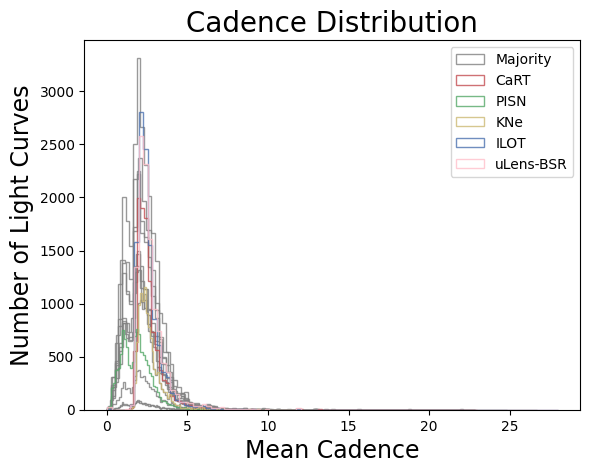 Cadence Distribution
Number of Light Curves
3000
2500
2000
1500
1000
500
0
Majority
CaRT
PISN
KNe
ILOT
uLens-BSR
0 5 10 15 20 25
Mean Cadence